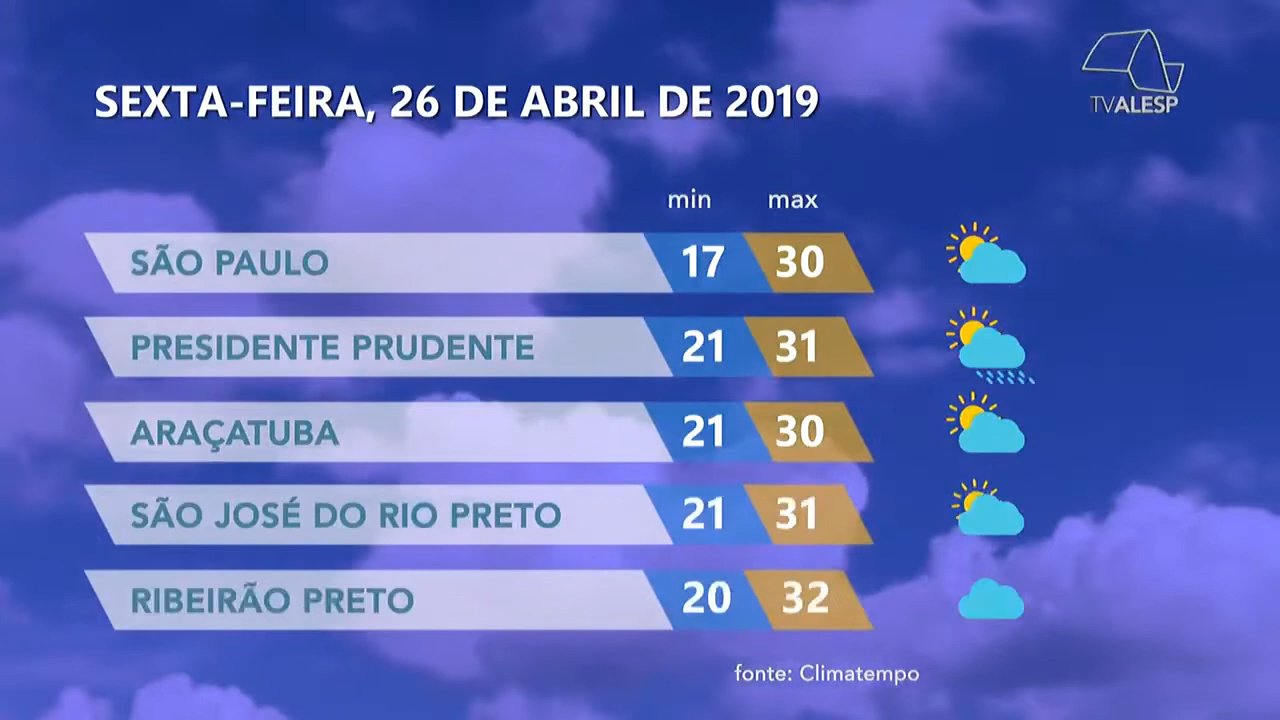 TVALESP
SEXTA-FEIRA, 26 DE ABRIL DE 2019
min max
SÃO PAULO 17 30
PRESIDENTE PRUDENTE 21 31
ARAÇATUBA 21 30
SÃO JOSÉ DO RIO PRETO 21 31
RIBEIRÃO PRETO 20 32
fonte: Climatempo